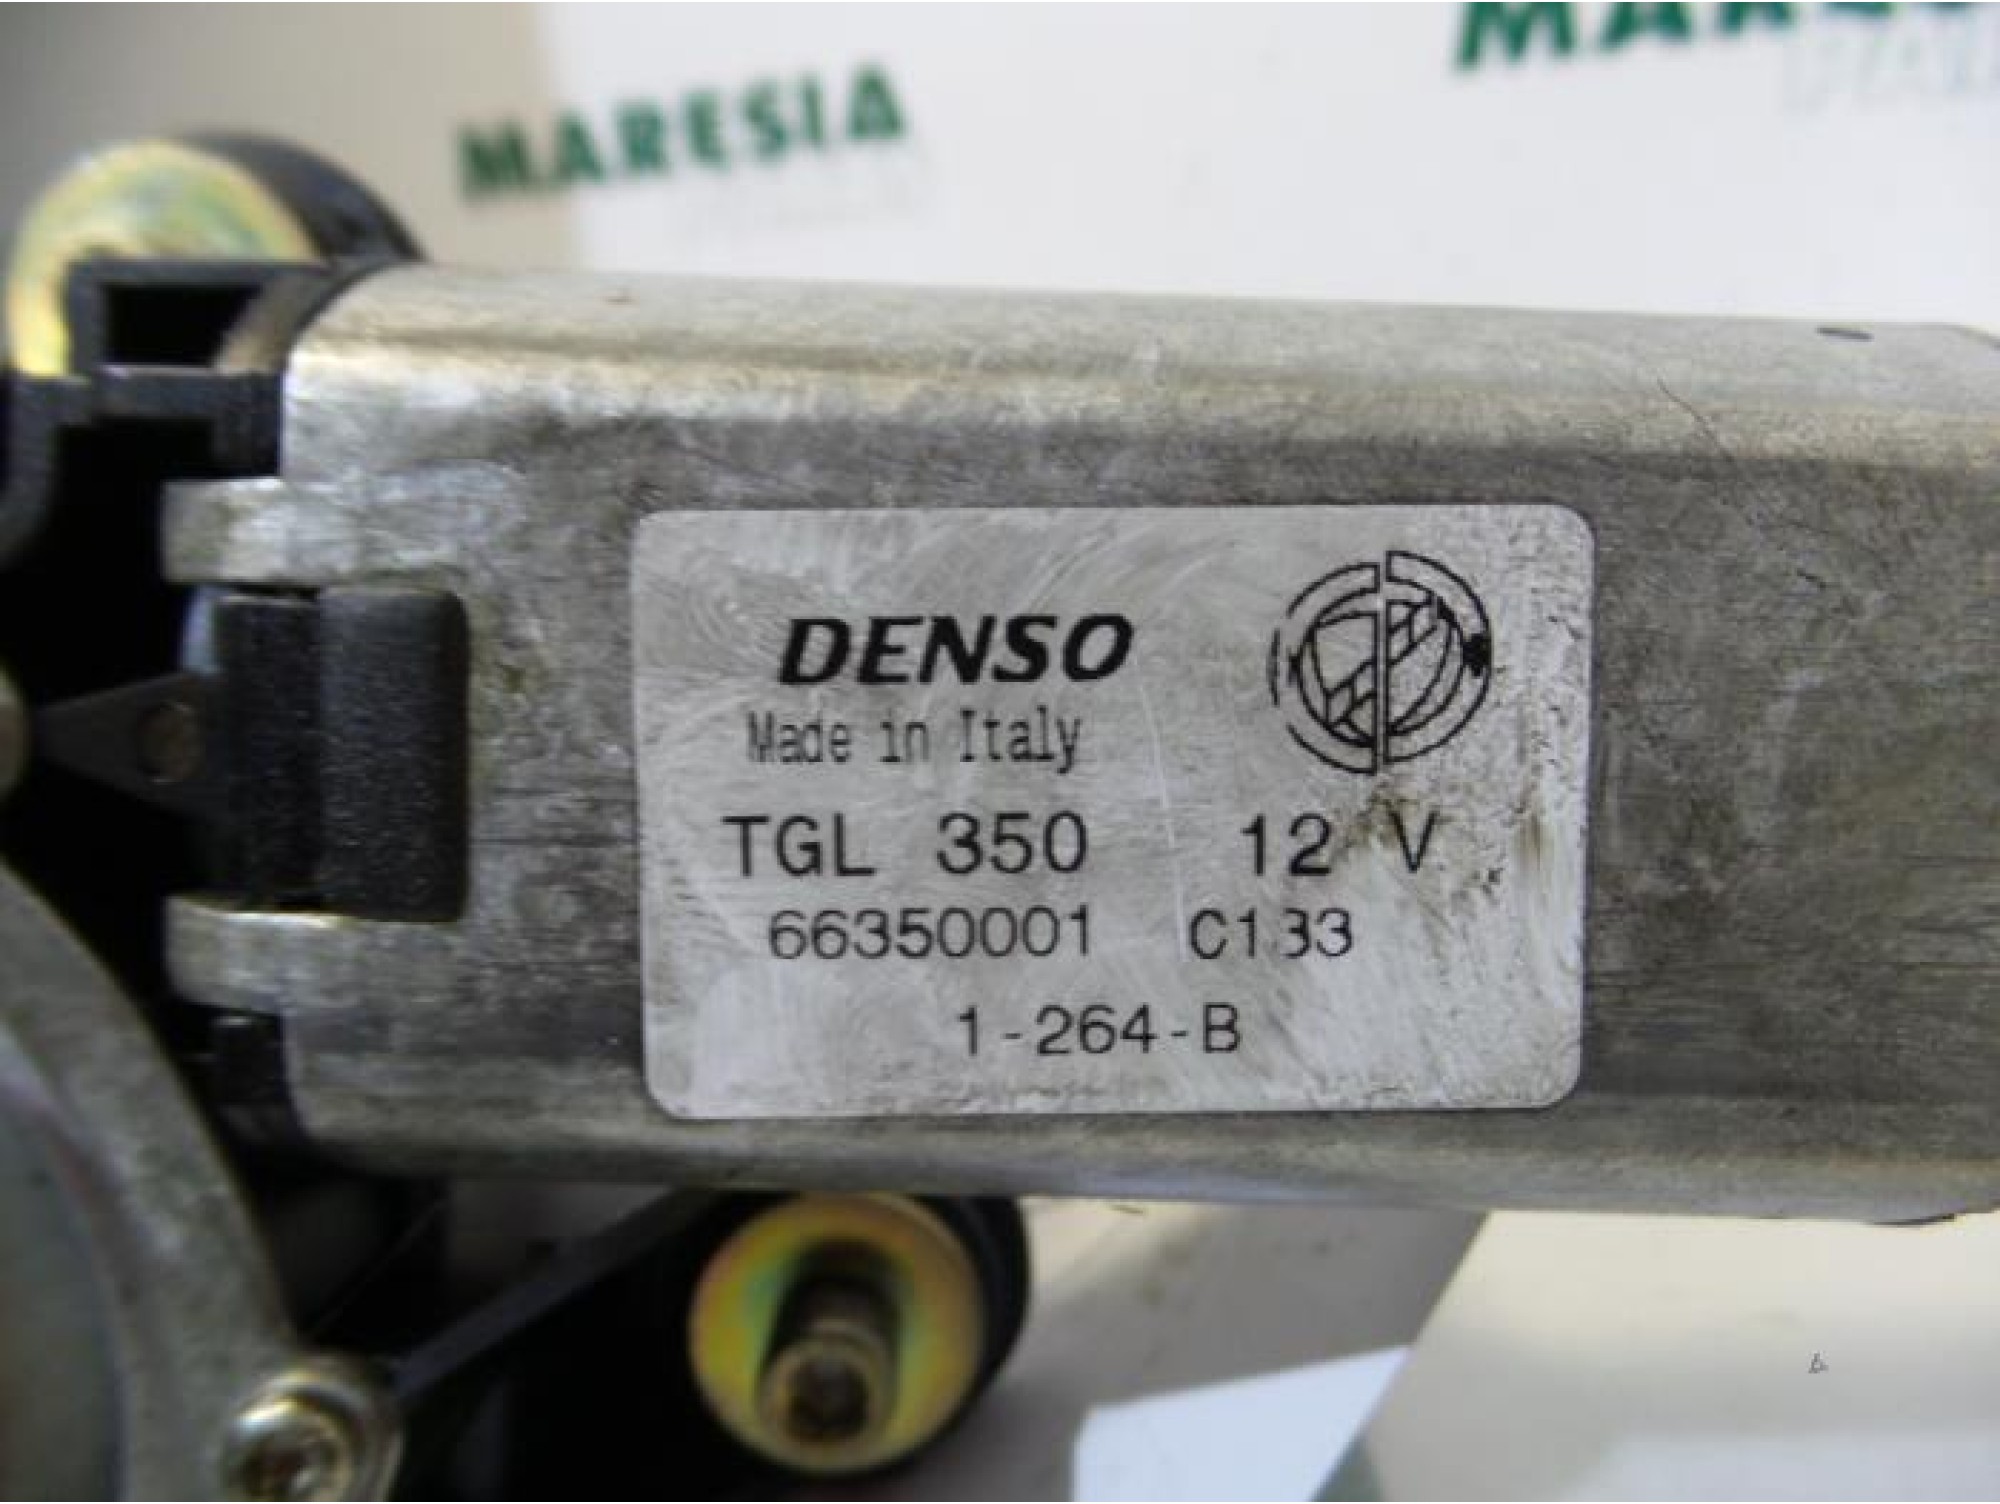 MARESIA
DENSO
Made in Italy
TGL 350 12 V
66350001 C133
1-264-B